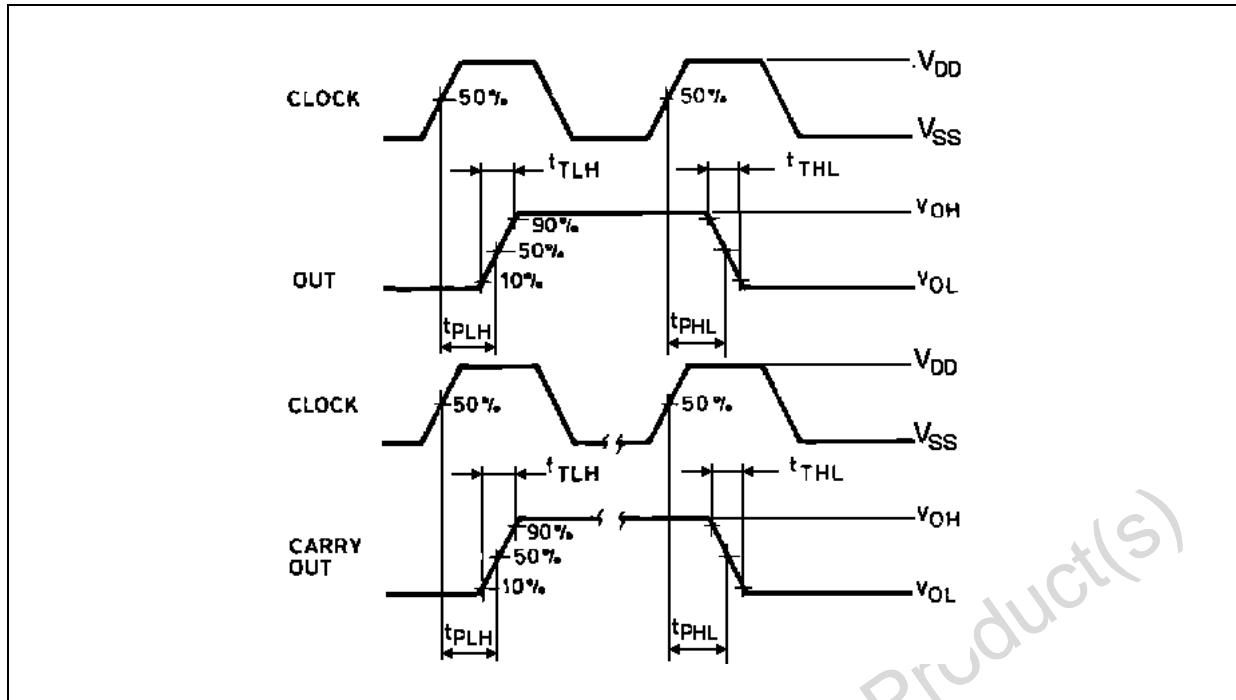 CLOCK
50%
50%
VDD
VSS
tTLH
tTHL
OUT
90%
50%
10%
VOH
VOL
tPLH
tPHL
CLOCK
50%
50%
VDD
VSS
tTLH
tTHL
CARRY
OUT
90%
50%
10%
VOH
VOL
tPLH
tPHL
Product(s)